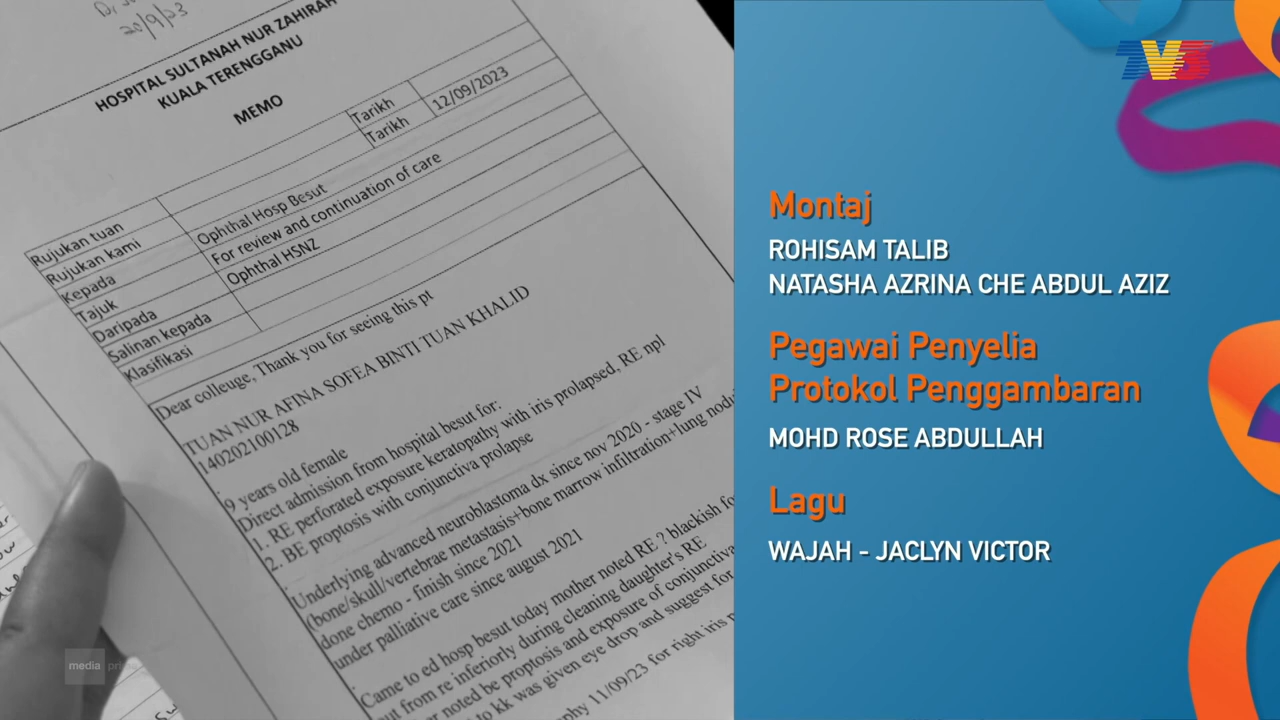 20/9/23
HOSPITAL SULTANAH NUR ZAHIRAH
KUALA TERENGGANU
MEMO
Tarikh
Tarikh 12/09/2023
Rujukan tuan
Rujukan kami
Kepada Ophthal Hosp Besut
Tajuk For review and continuation of care
Daripada Ophthal HSNZ
Salinan kepada
Klasifikasi
Dear colleuge, Thank you for seeing this pt
TUAN NUR AFINA SOFEA BINTI TUAN KHALID
140202100128
9 years old female
Direct admission from hospital besut for:
1. RE perforated exposure keratopathy with iris prolapsed, RE npl
2. BE proptosis with conjunctiva prolapse
Underlying advanced neuroblastoma dx since nov 2020 - stage IV
(bone/skull/vertebrae metastasis+bone marrow infiltration+lung
done chemo - finish since 2021
under palliative care since august 2021
Came to ed hosp besut today mother noted RE ? blackish
out from re inferiorly during cleaning daughter's RE
noted be proptosis and exposure of
to kk was given eye drop and suggest for
11/09/23 for right iris
media
TV3
Montaj
ROHISAM TALIB
NATASHA AZRINA CHE ABDUL AZIZ
Pegawai Penyelia
Protokol Penggambaran
MOHD ROSE ABDULLAH
Lagu
WAJAH - JACLYN VICTOR